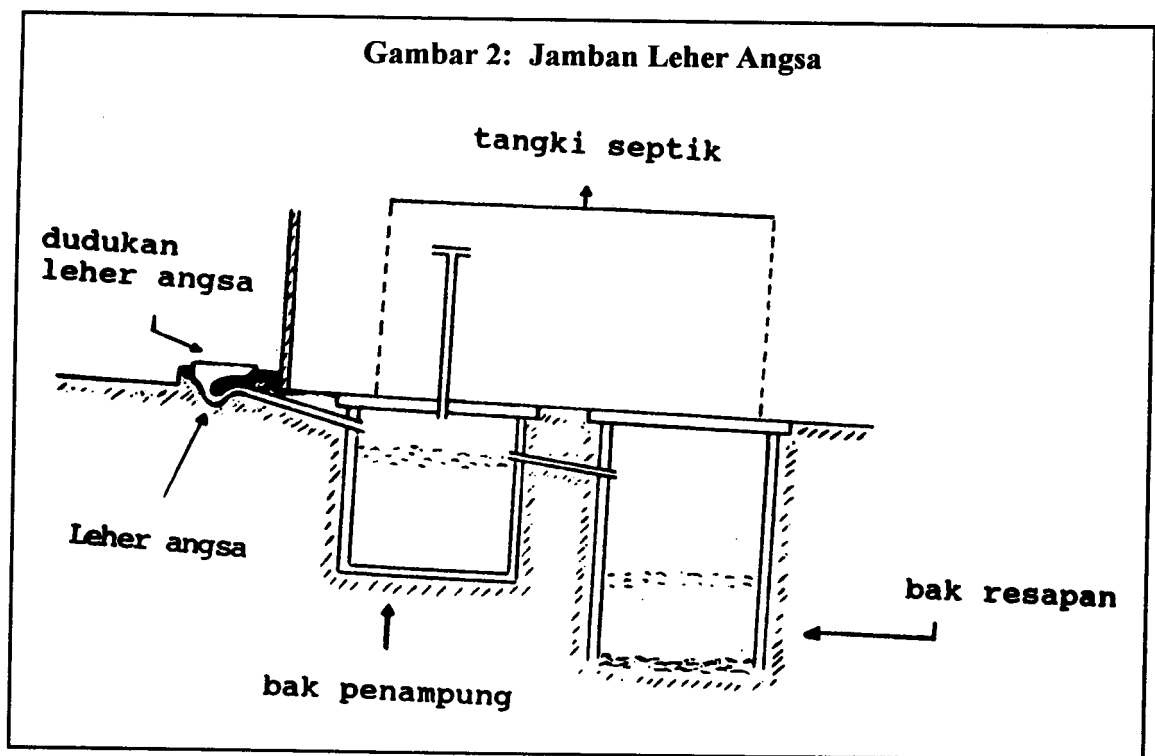 Gambar 2: Jamban Leher Angsa
tangki septik
dudukan
leher angsa
Leher angsa
bak resapan
bak penampung